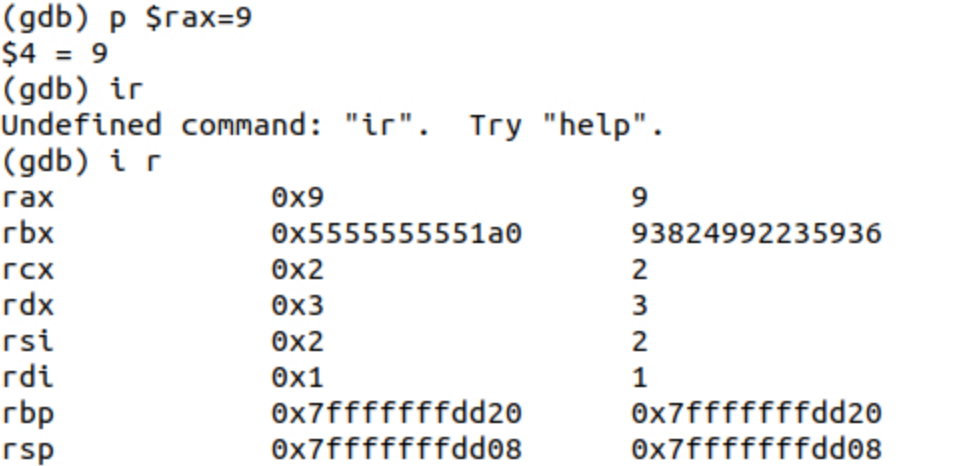 (gdb) p $rax=9
$4 = 9
(gdb) ir
Undefined command: "ir".  Try "help".
(gdb) i r
rax            0x9                 9
rbx            0x5555555551a0      93824992235936
rcx            0x2                 2
rdx            0x3                 3
rsi            0x2                 2
rdi            0x1                 1
rbp            0x7fffffffdd20      0x7fffffffdd20
rsp            0x7fffffffdd08      0x7fffffffdd08